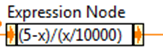 Expression Node
(5-x)/(x/10000)